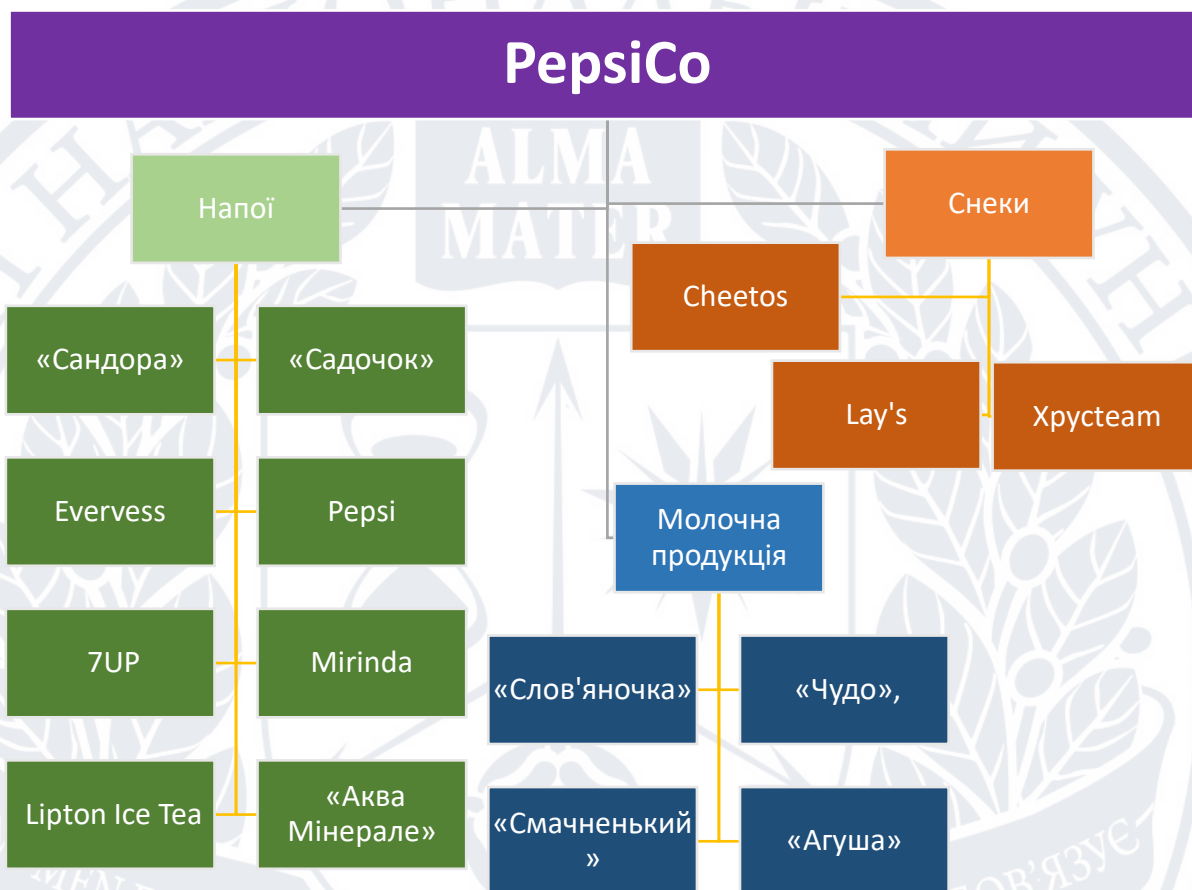 PepsiCo
ALMA
MATER
Напої
Снеки
Cheetos
«Сандора»
«Садочок»
Lay's
Хрусteam
Evervess
Pepsi
Молочна
продукція
7UP
Mirinda
«Слов'яночка»
«Чудо»,
Lipton Ice Tea
«Аква
Мінерале»
«Смачненький
»
«Агуша»